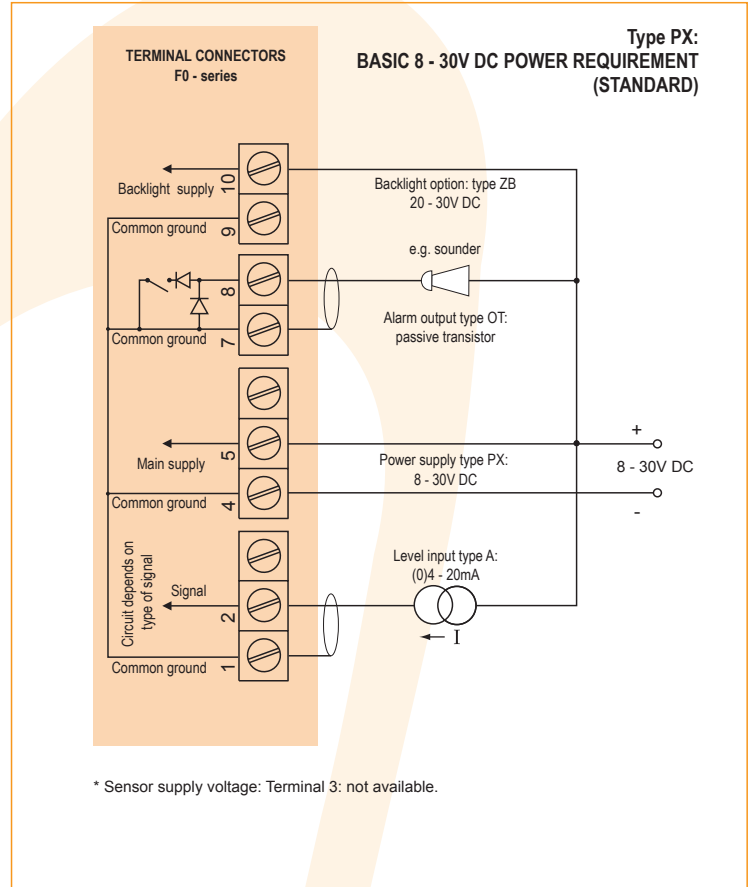 TERMINAL CONNECTORS
F0 - series
Type PX:
BASIC 8 - 30V DC POWER REQUIREMENT
(STANDARD)
10
Backlight supply
Backlight option: type ZB
20 - 30V DC
Common ground
9
e.g. sounder
8
Alarm output type OT:
passive transistor
Common ground
7
+
5
Main supply
Power supply type PX:
8 - 30V DC
8 - 30V DC
Common ground
4
-
Level input type A:
(0)4 - 20mA
Circuit depends on
type of signal
Signal
2
I
Common ground
1
* Sensor supply voltage: Terminal 3: not available.